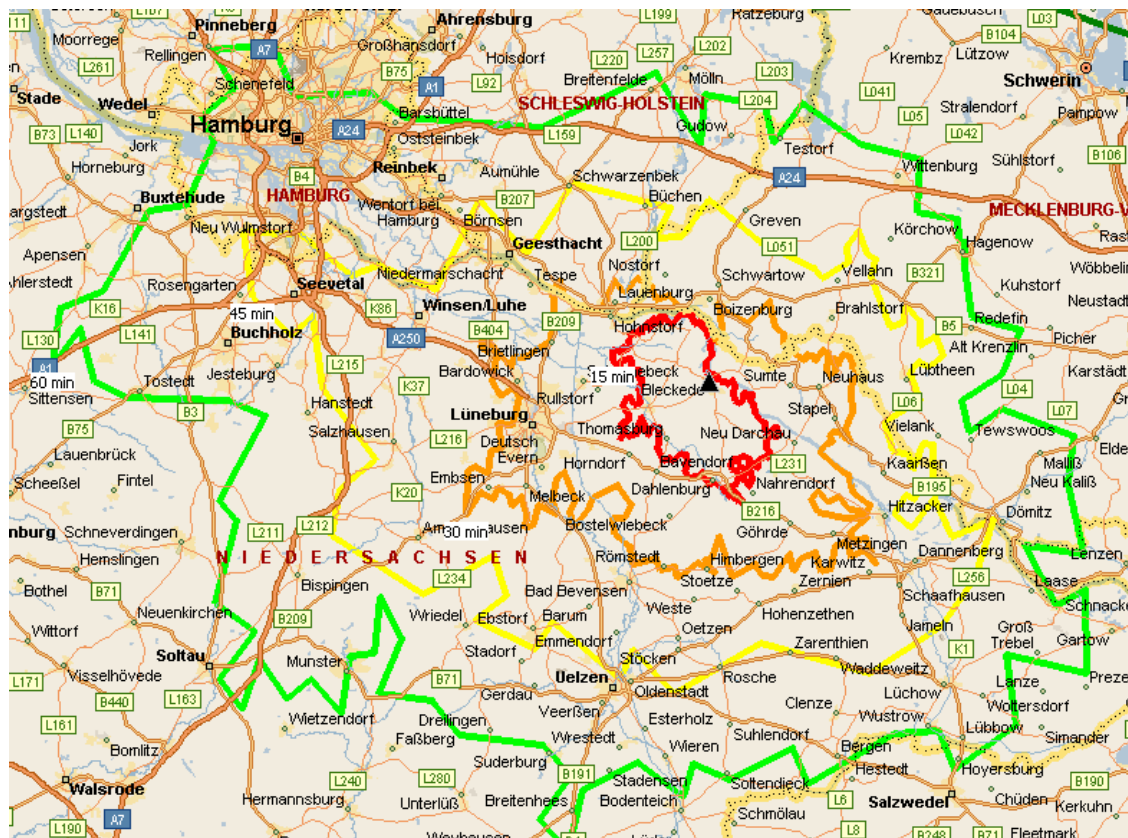 111
L107
Pinneberg
Ahrensburg
L199
Ratzeburg
Gadebusch
L03
Moorrege
Rellingen
A7
Großhansdorf
Hoisdorf
L202
B104
Lützow
Krembz
L261
B75
L257
L220
Mölln
L203
Schwerin
Stade
Schenefeld
L92
A1
Breitenfelde
Wedel
Barsbüttel
SCHLESWIG-HOLSTEIN
L204
L041
Stralendorf
Pampow
L05
Hamburg
A24
Oststeinbek
L159
Gudow
L042
B73
L140
Jork
Testorf
Sühlstorf
B106
Horneburg
B4
Reinbek
Aumühle
Schwarzenbek
A24
Wittenburg
Buxtehude
HAMBURG
Wentorf bei
Hamburg
B207
Büchen
MECKLENBURG-V
Börnsen
Greven
Neu Wulmstorf
Körchow
Apensen
Geesthacht
L200
L051
Hagenow
Nostorf
Niedermarschacht
Tespe
Schwartow
Vellahn
B321
Wöbbelin
Ahlerstedt
Rosengarten
Seevetal
Lauenburg
Kuhstorf
K16
K86
Winsen/Luhe
Boizenburg
Brahlstorf
Neustadt
45 min
B209
Hohnstorf
Redefin
L141
Buchholz
B404
B5
Picher
L130
A250
Brietlingen
Alt Krenzlin
A1
Jesteburg
L215
Bardowick
15 min
Bleckede
Sumte
Neuhaus
Lübtheen
60 min
Tostedt
K37
Rullstorf
L04
Karstädt
Sittensen
B3
Hanstedt
Lüneburg
Stapel
L06
L07
B75
Salzhausen
L216
Deutsch
Evern
Thomasburg
Neu Darchau
Vielank
Tewswoos
Lauenbrück
Horndorf
Bavendorf
L231
Kaarßen
Malliß
Scheeßel
Fintel
Embsen
Dahlenburg
Nahrendorf
B195
Neu Kaliß
K20
Melbeck
B216
Hitzacker
Dömitz
L212
30 min
Bostelwiebeck
Göhrde
Schneverdingen
L211
Metzingen
Dannenberg
Lenzen
Hemslingen
NIEDERSACHSEN
Römstedt
Himbergen
Karwitz
Bispingen
L234
Stoetze
Zernien
L256
Laase
Bothel
B71
Bad Bevensen
Schaafhausen
Neuenkirchen
B209
Wriedel
Barum
Weste
Hohenzethen
Ebstorf
Wittorf
Emmendorf
Oetzen
Jameln
Groß
Trebel
Gartow
Soltau
Munster
Stadorf
Stöcken
Zarenthien
K1
Visselhövede
B71
Uelzen
Rosche
Waddeweitz
L171
L163
Gerdau
Oldenstadt
Lüchow
Lanze
B440
Veerßen
Clenze
Woltersdorf
Wietzendorf
Dreilingen
Esterholz
Wustrow
L161
Faßberg
Wrestedt
Suhlendorf
Lübbow
Simander
Bomlitz
Wieren
Bergen
Suderburg
B191
Stadensen
Soltendieck
Hestedt
Hoyersburg
Walsrode
L240
L280
B190
Hermannsburg
Unterlüß
Breitenhees
Bodenteich
L6
Salzwedel
Chüden
Kerkuhn
A7
Schmölau
L190
L8
B248
B71
Fleetmark